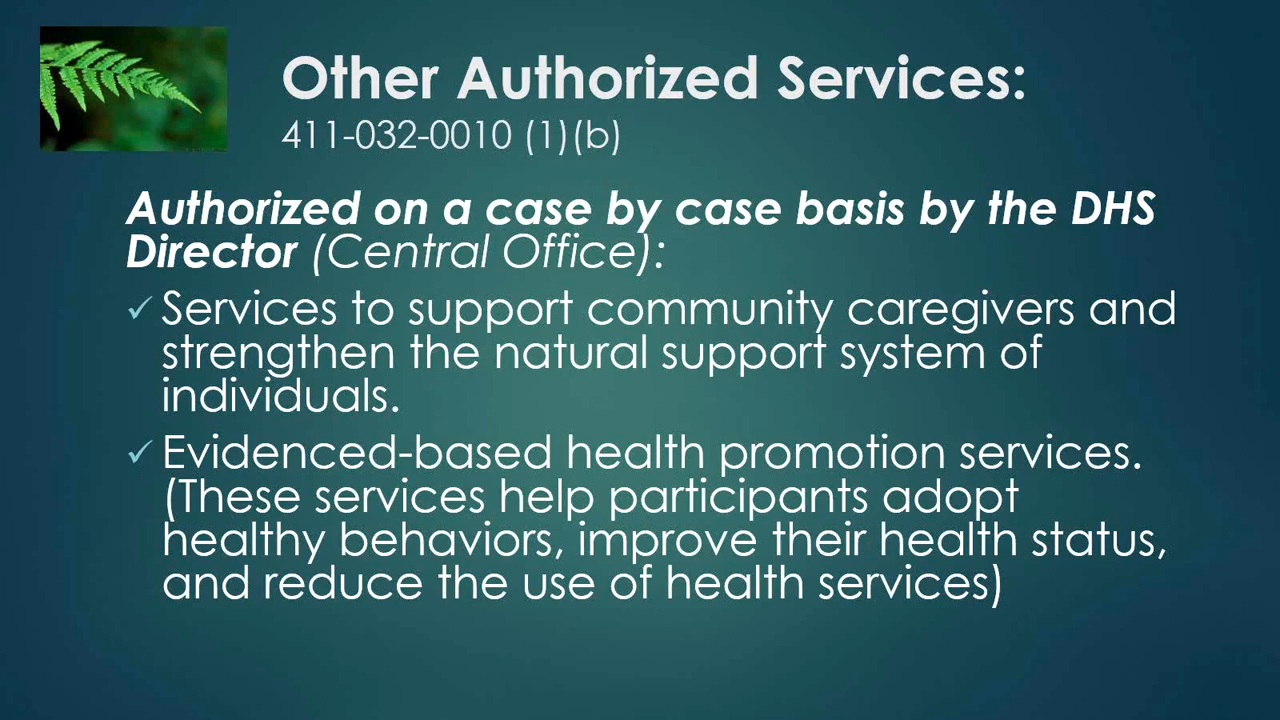 Other Authorized Services:
411-032-0010 (1)(b)
Authorized on a case by case basis by the DHS
Director (Central Office):
✓ Services to support community caregivers and
strengthen the natural support system of
individuals.
✓ Evidenced-based health promotion services.
(These services help participants adopt
healthy behaviors, improve their health status,
and reduce the use of health services)